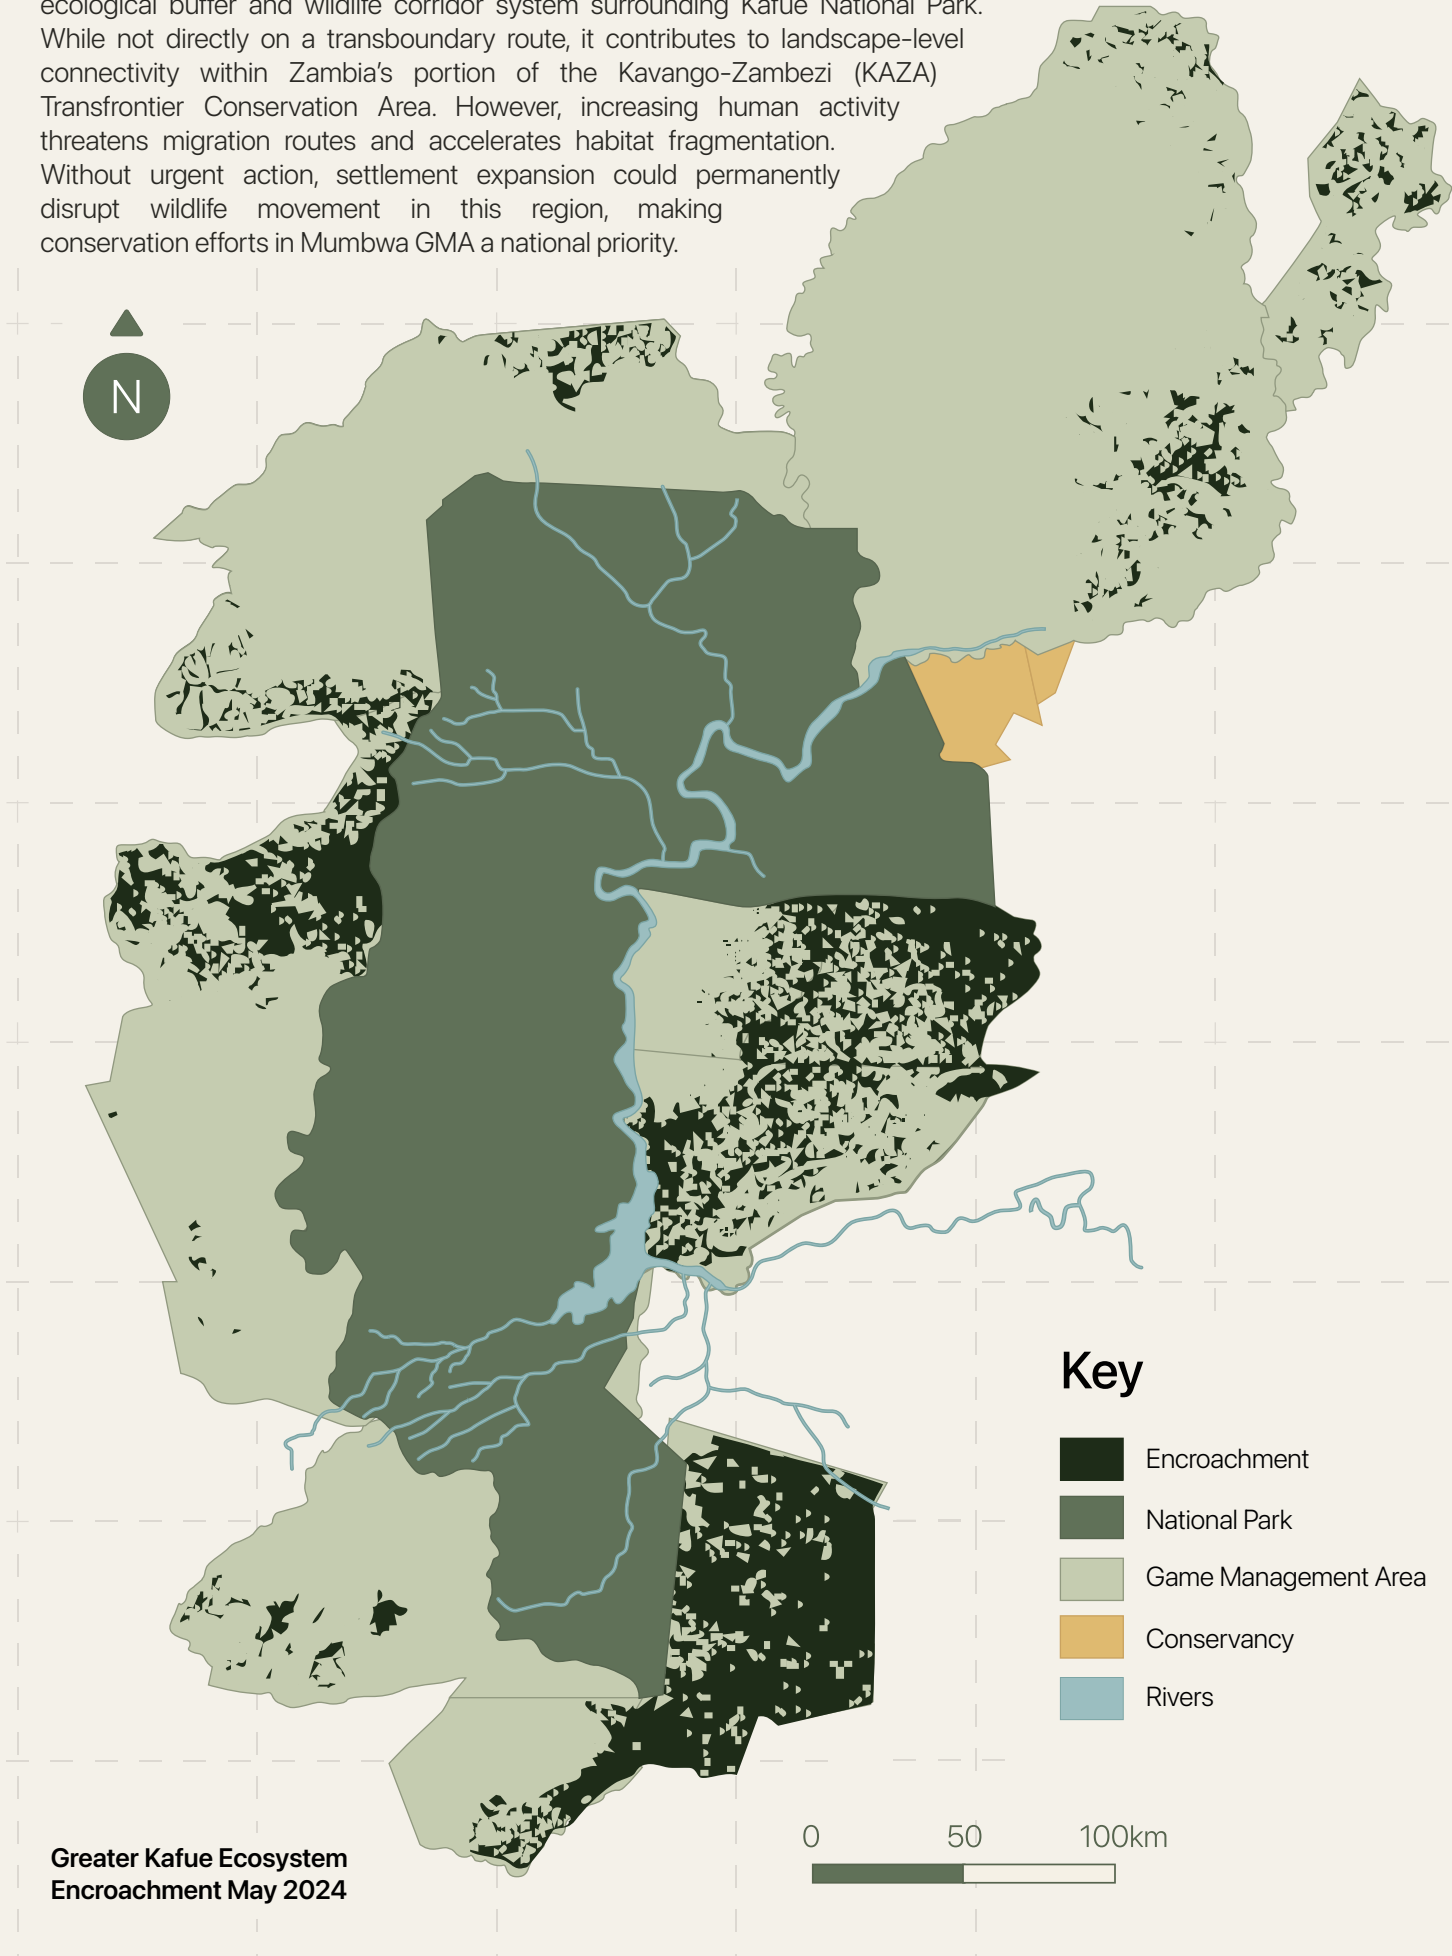 ecological buffer and wildlife corridor system surrounding Kafue National Park.
While not directly on a transboundary route, it contributes to landscape-level
connectivity within Zambia's portion of the Kavango-Zambezi (KAZA)
Transfrontier Conservation Area. However, increasing human activity
threatens migration routes and accelerates habitat fragmentation.
Without urgent action, settlement expansion could permanently
disrupt wildlife movement in this region, making
conservation efforts in Mumbwa GMA a national priority.
N
Key
Encroachment
National Park
Game Management Area
Conservancy
Rivers
0 50 100km
Greater Kafue Ecosystem
Encroachment May 2024